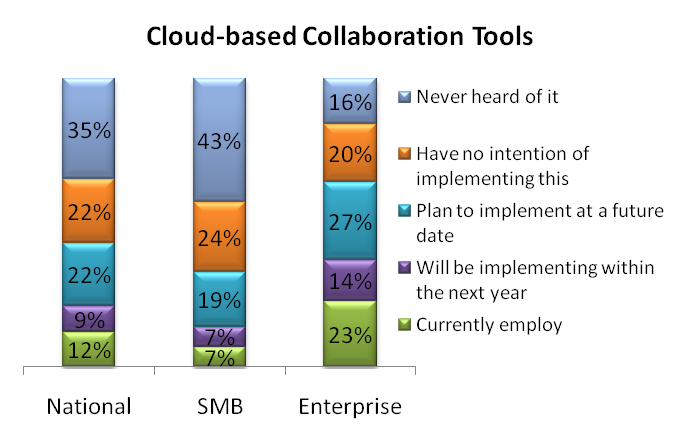 Cloud-based Collaboration Tools
35%
43%
16%
Never heard of it
22%
24%
20%
Have no intention of
implementing this
22%
19%
27%
Plan to implement at a future
date
9%
7%
14%
Will be implementing within
the next year
12%
7%
23%
Currently employ
National
SMB
Enterprise